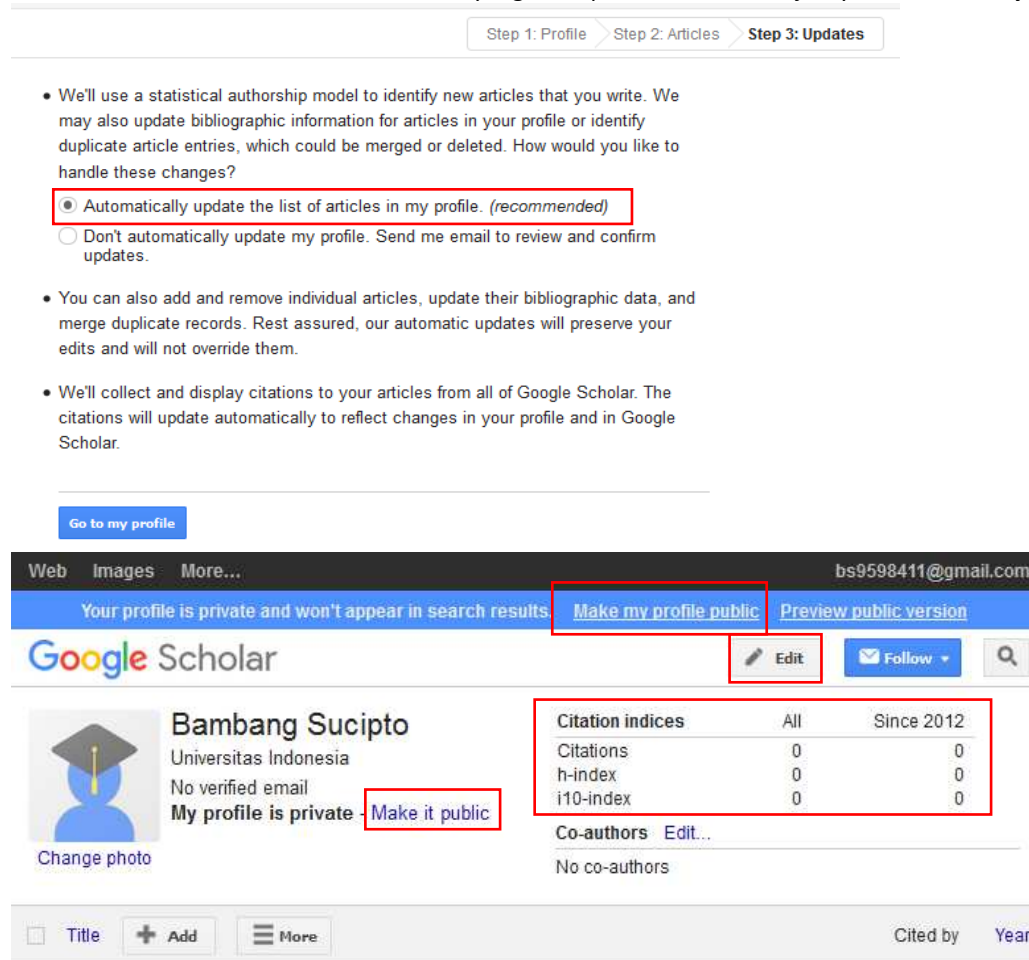 Step 1: Profile Step 2: Articles Step 3: Updates
• We'll use a statistical authorship model to identify new articles that you write. We
may also update bibliographic information for articles in your profile or identify
duplicate article entries, which could be merged or deleted. How would you like to
handle these changes?
Automatically update the list of articles in my profile. (recommended)
Don't automatically update my profile. Send me email to review and confirm
updates.
• You can also add and remove individual articles, update their bibliographic data, and
merge duplicate records. Rest assured, our automatic updates will preserve your
edits and will not override them.
• We'll collect and display citations to your articles from all of Google Scholar. The
citations will update automatically to reflect changes in your profile and in Google
Scholar.
Go to my profile
Web Images More... bs9598411@gmail.com
Your profile is private and won't appear in search results. Make my profile public Preview public version
Google Scholar Edit Follow
Bambang Sucipto
Universitas Indonesia
No verified email
My profile is private - Make it public
Change photo
Citation indices All Since 2012
Citations 0 0
h-index 0 0
i10-index 0 0
Co-authors Edit...
No co-authors
Title Add More Cited by Year